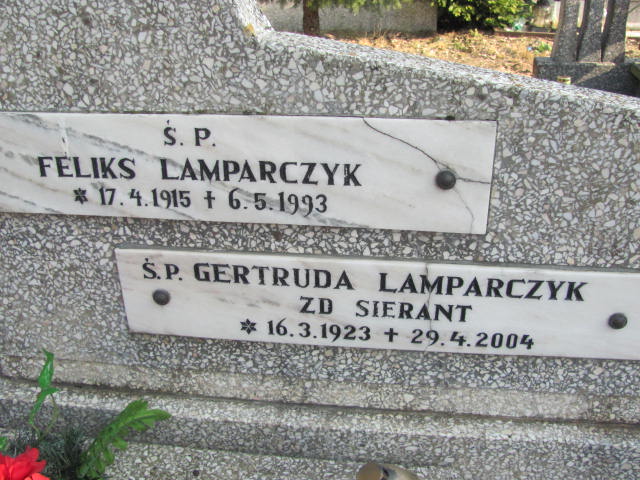 Ś. P.
FELIKS LAMPARCZYK
* 17.4.1915 + 6.5.1993
Ś.P. GERTRUDA LAMPARCZYK
ZD SIERANT
* 16.3.1923 + 29.4.2004